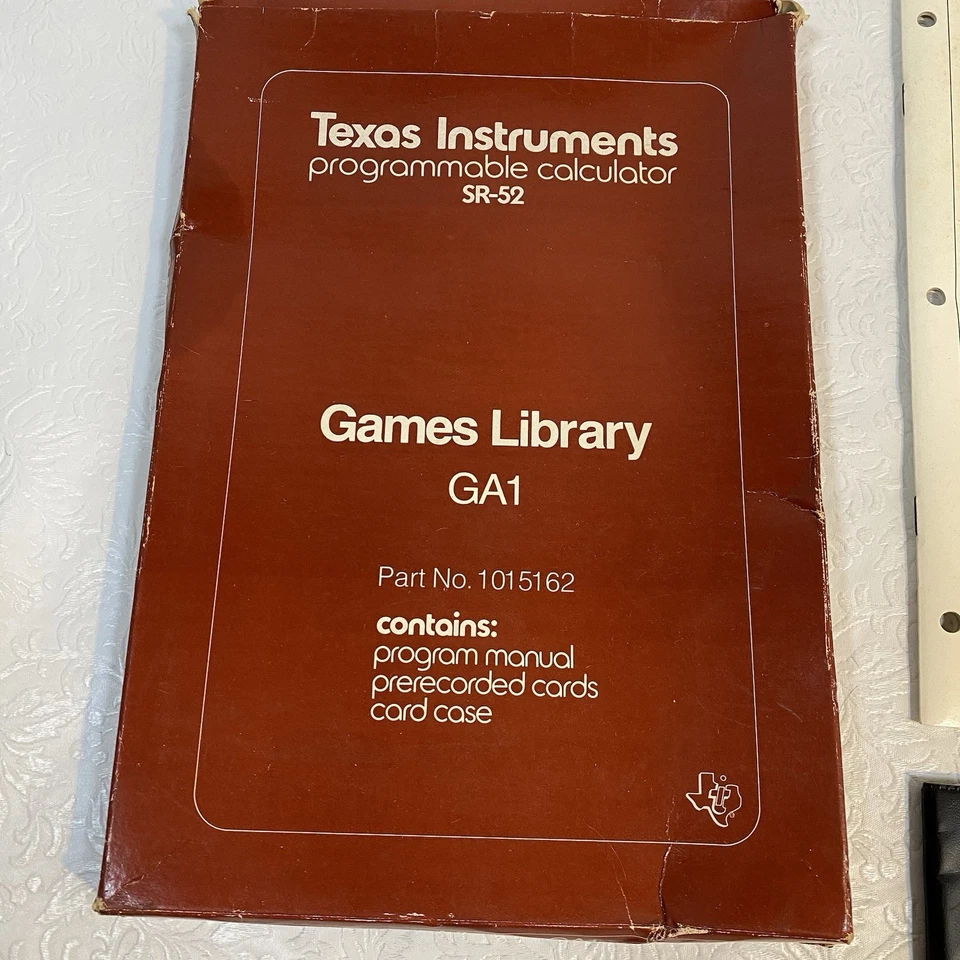 Texas Instruments
programmable calculator
SR-52
Games Library
GA1
Part No. 1015162
contains:
program manual
prerecorded cards
card case